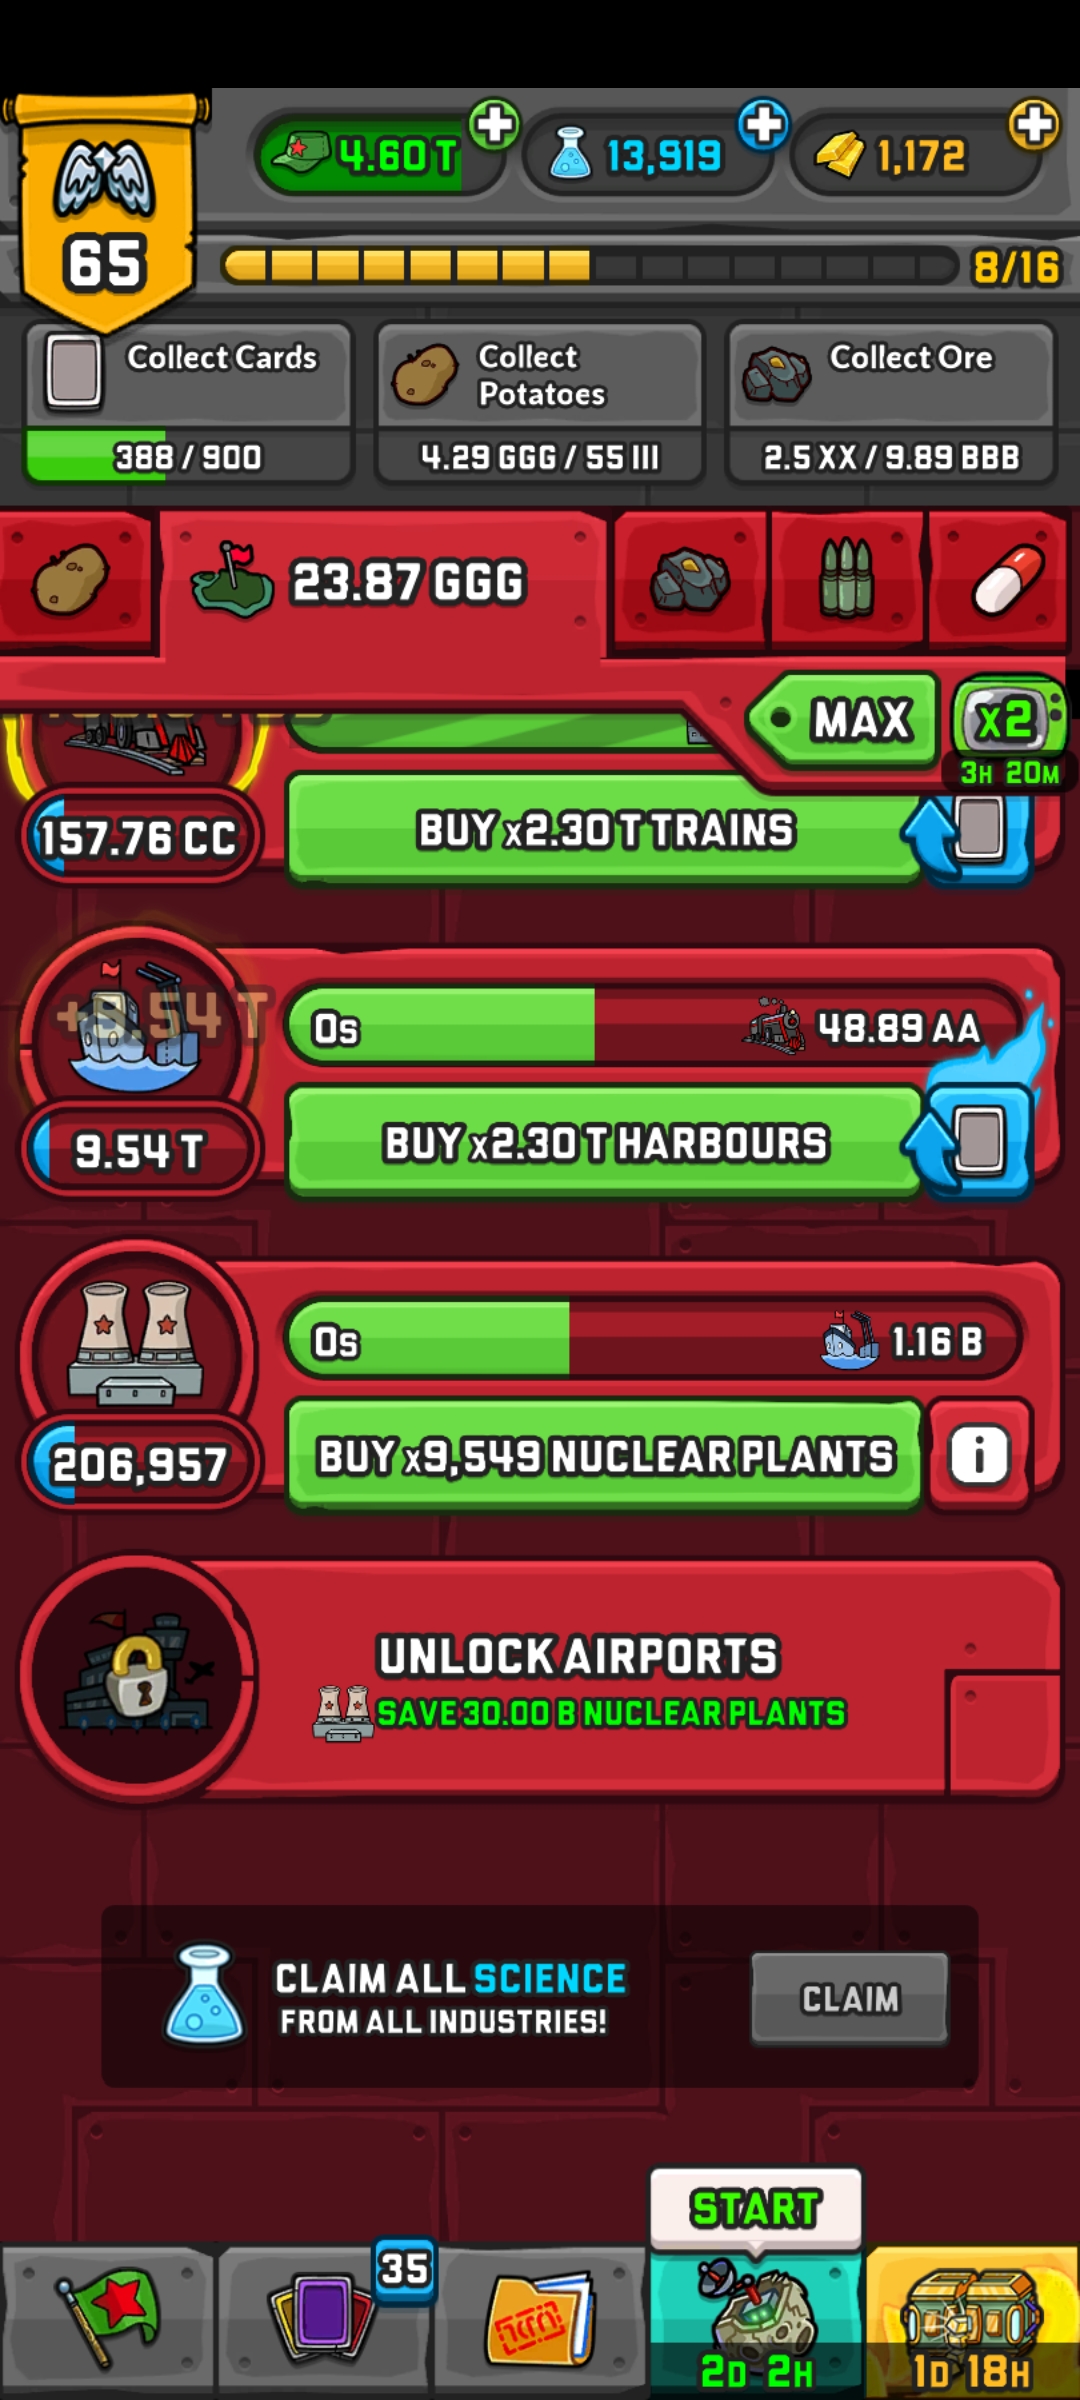 4.60 T
13,919
1,172
65
8/16
Collect Cards
388 / 900
Collect
Potatoes
4.29 GGG / 55 III
Collect Ore
2.5 XX / 9.89 BBB
23.87 GGG
MAX
x2
3H 20M
157.76 CC
BUY x2.30 T TRAINS
+9.54 T
0s
48.89 AA
9.54 T
BUY x2.30 T HARBOURS
0s
1.16 B
206,957
BUY x9,549 NUCLEAR PLANTS
i
UNLOCK AIRPORTS
SAVE 30.00 B NUCLEAR PLANTS
CLAIM ALL SCIENCE
FROM ALL INDUSTRIES!
CLAIM
START
35
2D 2H
1D 18H